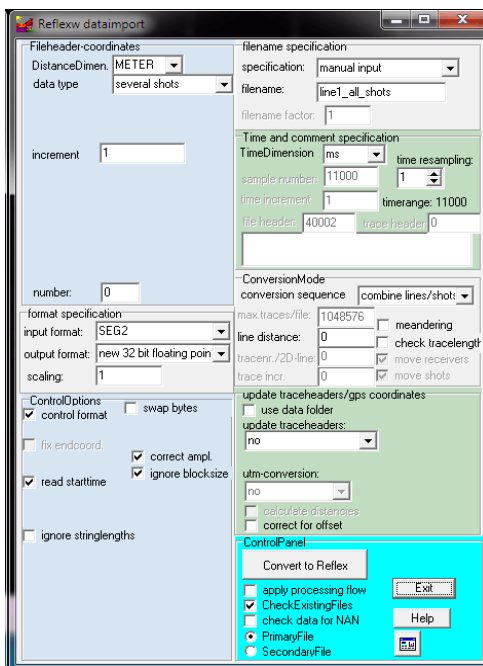 Reflexw dataimport
Fileheader-coordinates
DistanceDimen. METER
data type several shots
increment 1
number: 0
format specification
input format: SEG2
output format: new 32 bit floating poin
scaling: 1
ControlOptions
control format
swap bytes
fix endcoord.
correct ampl.
ignore blocksize
read starttime
ignore stringlengths
filename specification
specification: manual input
filename: line1_all_shots
filename factor: 1
Time and comment specification
TimeDimension ms
time resampling:
sample number: 11000
1
time increment 1
timerange: 11000
file header: 40002 trace header: 0
ConversionMode
conversion sequence combine lines/shots
max.traces/file: 1048576
meandering
line distance: 0
check tracelength
tracenr./2D-line: 0
move receivers
trace incr. 0
move shots
update traceheaders/gps coordinates
use data folder
update traceheaders:
no
utm-conversion:
no
calculate distancies
correct for offset
ControlPanel
Convert to Reflex
apply processing flow
Exit
CheckExistingFiles
check data for NAN
Help
PrimaryFile
SecondaryFile